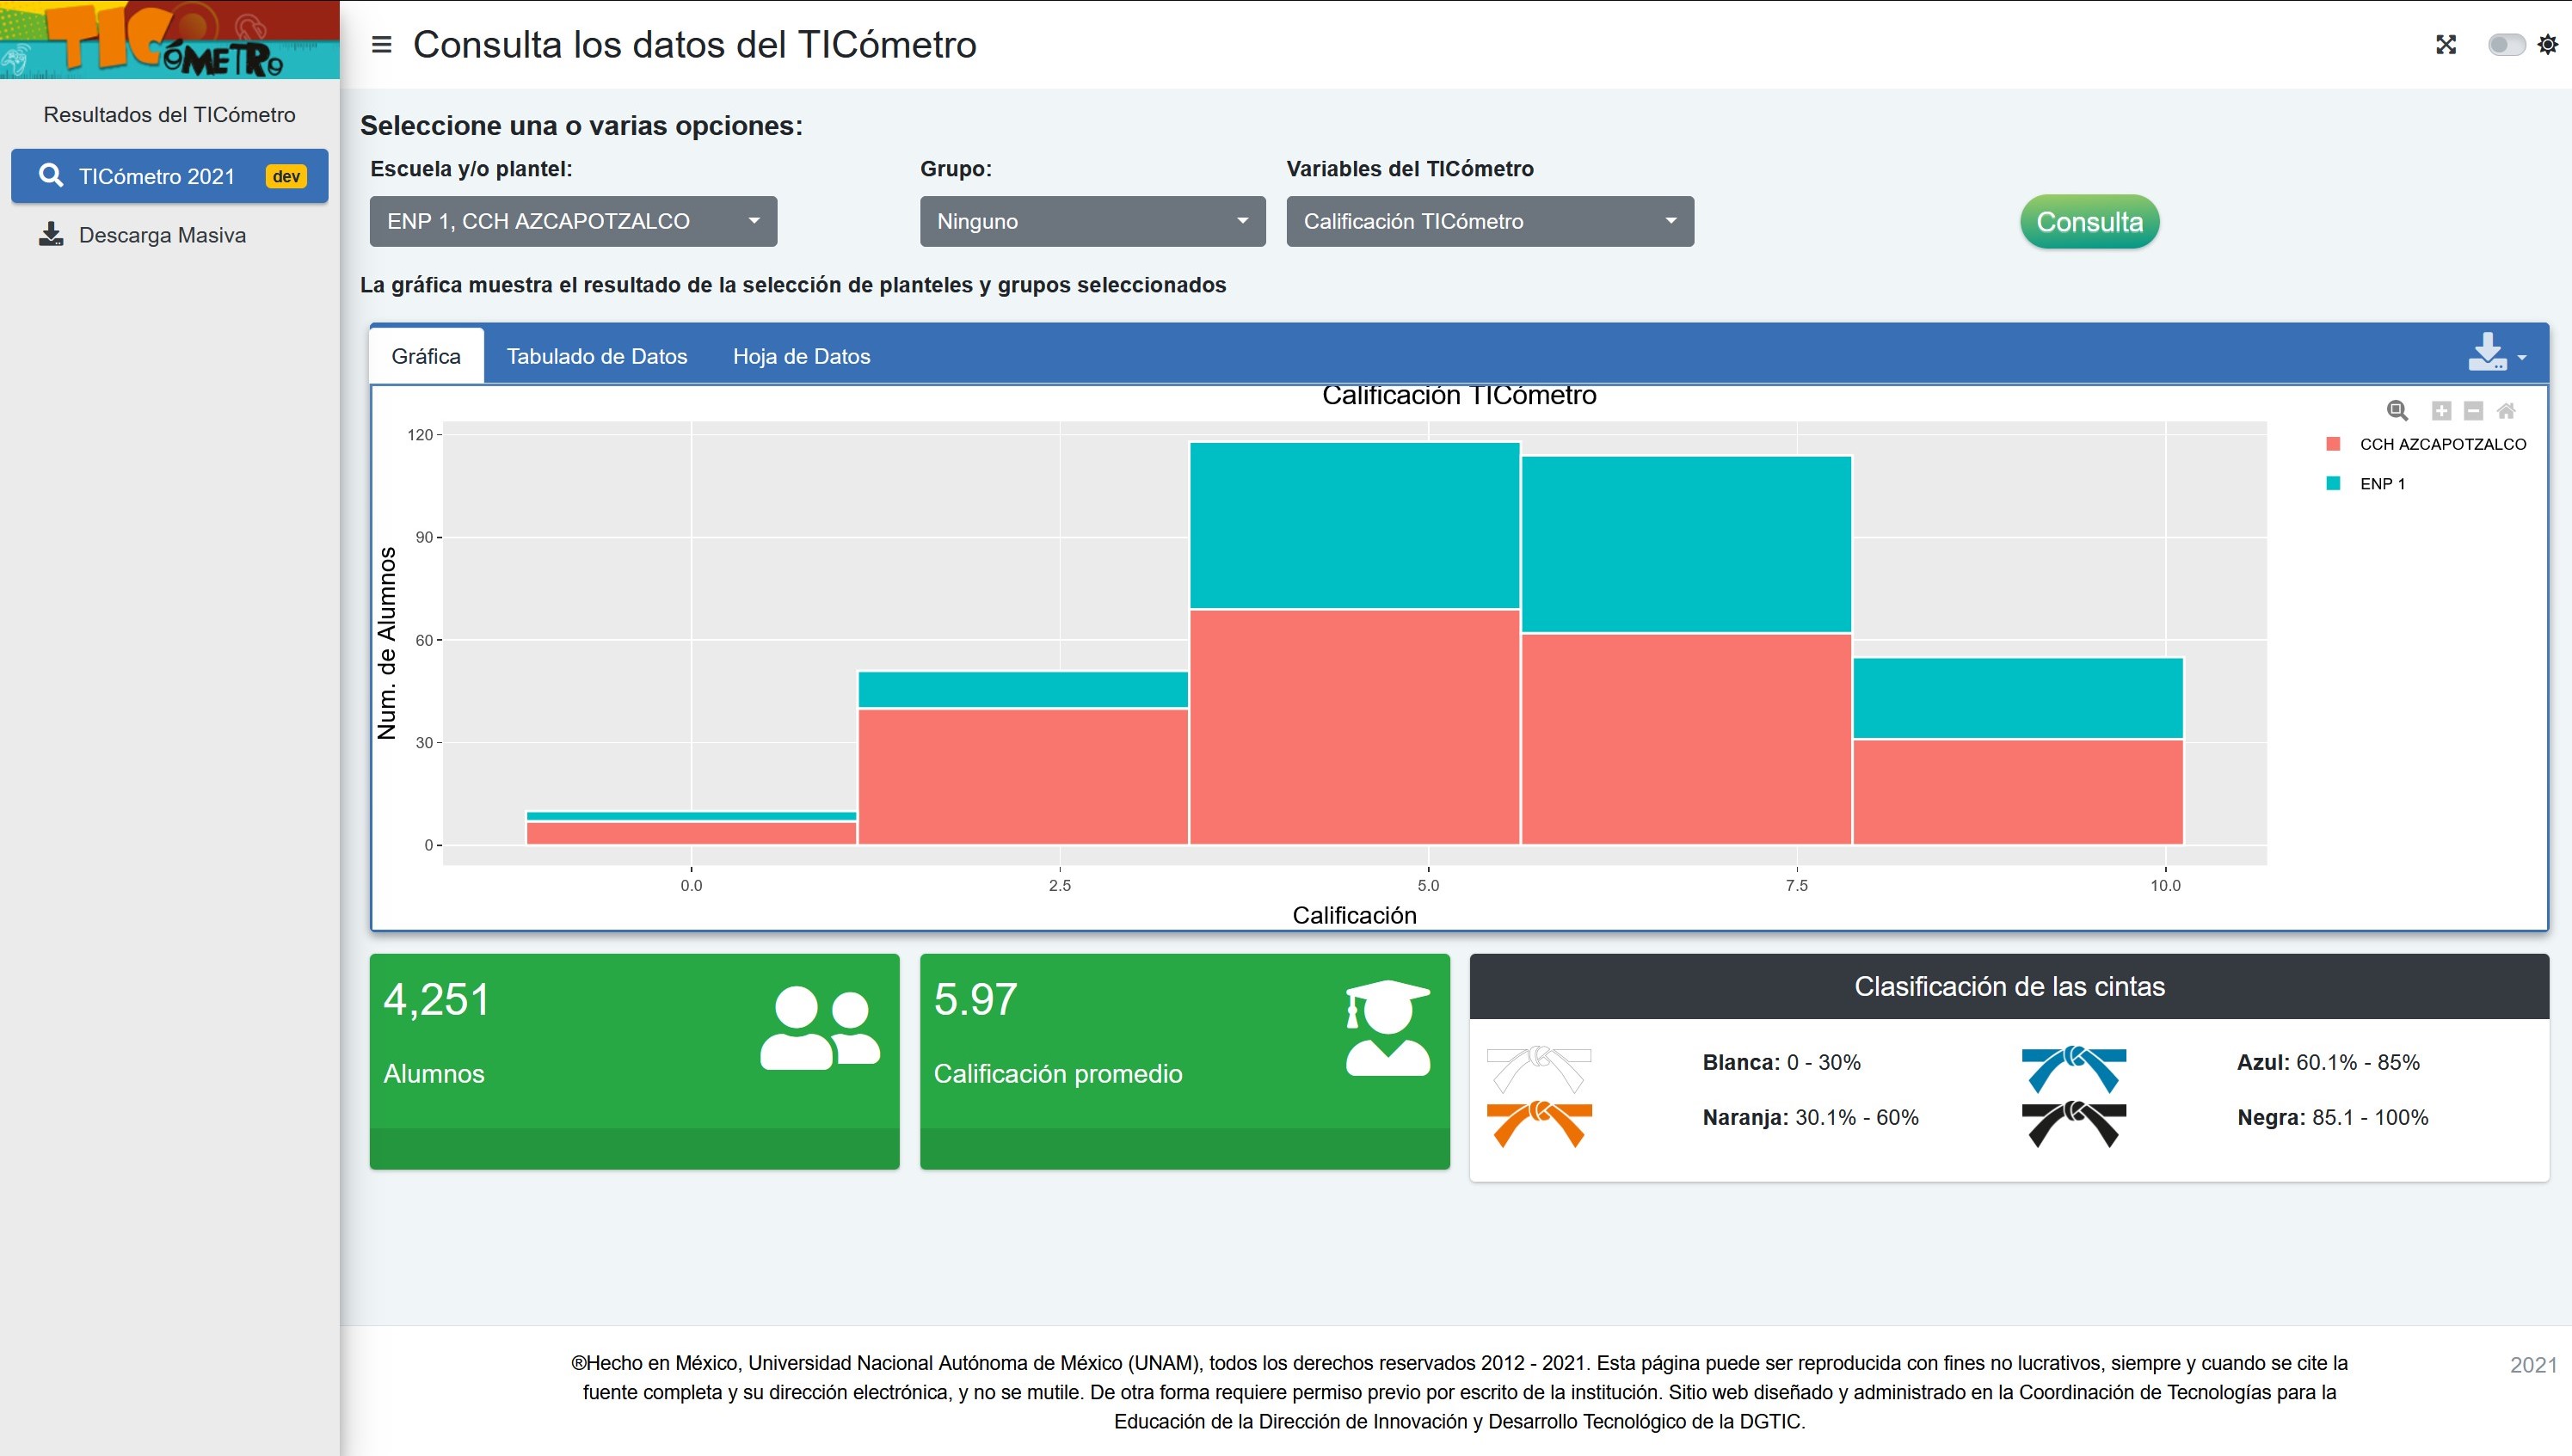 TICÓMETRO
Consulta los datos del TICómetro
Resultados del TICómetro
TICómetro 2021 dev
Descarga Masiva
Seleccione una o varias opciones:
Escuela y/o plantel: Grupo: Variables del TICómetro
ENP 1, CCH AZCAPOTZALCO Ninguno Calificación TICómetro Consulta
La gráfica muestra el resultado de la selección de planteles y grupos seleccionados
Gráfica Tabulado de Datos Hoja de Datos
Calificación TICómetro
CCH AZCAPOTZALCO
ENP 1
Num. de Alumnos
120
90
60
30
0
0.0 2.5 5.0 7.5 10.0
Calificación
4,251
Alumnos
5.97
Calificación promedio
Clasificación de las cintas
Blanca: 0 - 30% Azul: 60.1% - 85%
Naranja: 30.1% - 60% Negra: 85.1 - 100%
®Hecho en México, Universidad Nacional Autónoma de México (UNAM), todos los derechos reservados 2012 - 2021. Esta página puede ser reproducida con fines no lucrativos, siempre y cuando se cite la
fuente completa y su dirección electrónica, y no se mutile. De otra forma requiere permiso previo por escrito de la institución. Sitio web diseñado y administrado en la Coordinación de Tecnologías para la
Educación de la Dirección de Innovación y Desarrollo Tecnológico de la DGTIC.
2021